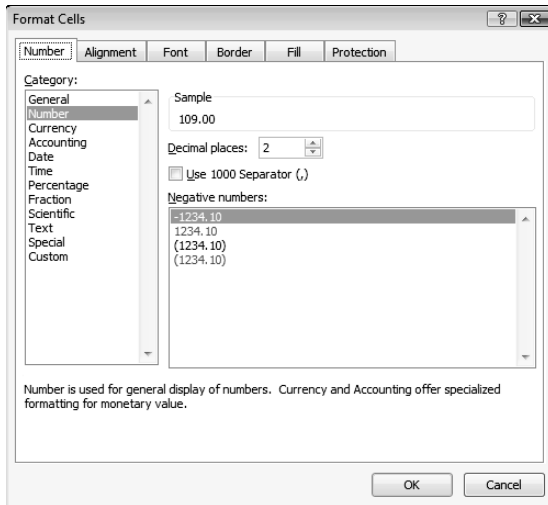 Format Cells
Number Alignment Font Border Fill Protection
Category:
General
Number
Currency
Accounting
Date
Time
Percentage
Fraction
Scientific
Text
Special
Custom
Sample
109.00
Decimal places: 2
Use 1000 Separator (,)
Negative numbers:
-1234.10
1234.10
(1234.10)
(1234.10)
Number is used for general display of numbers. Currency and Accounting offer specialized
formatting for monetary value.
OK Cancel